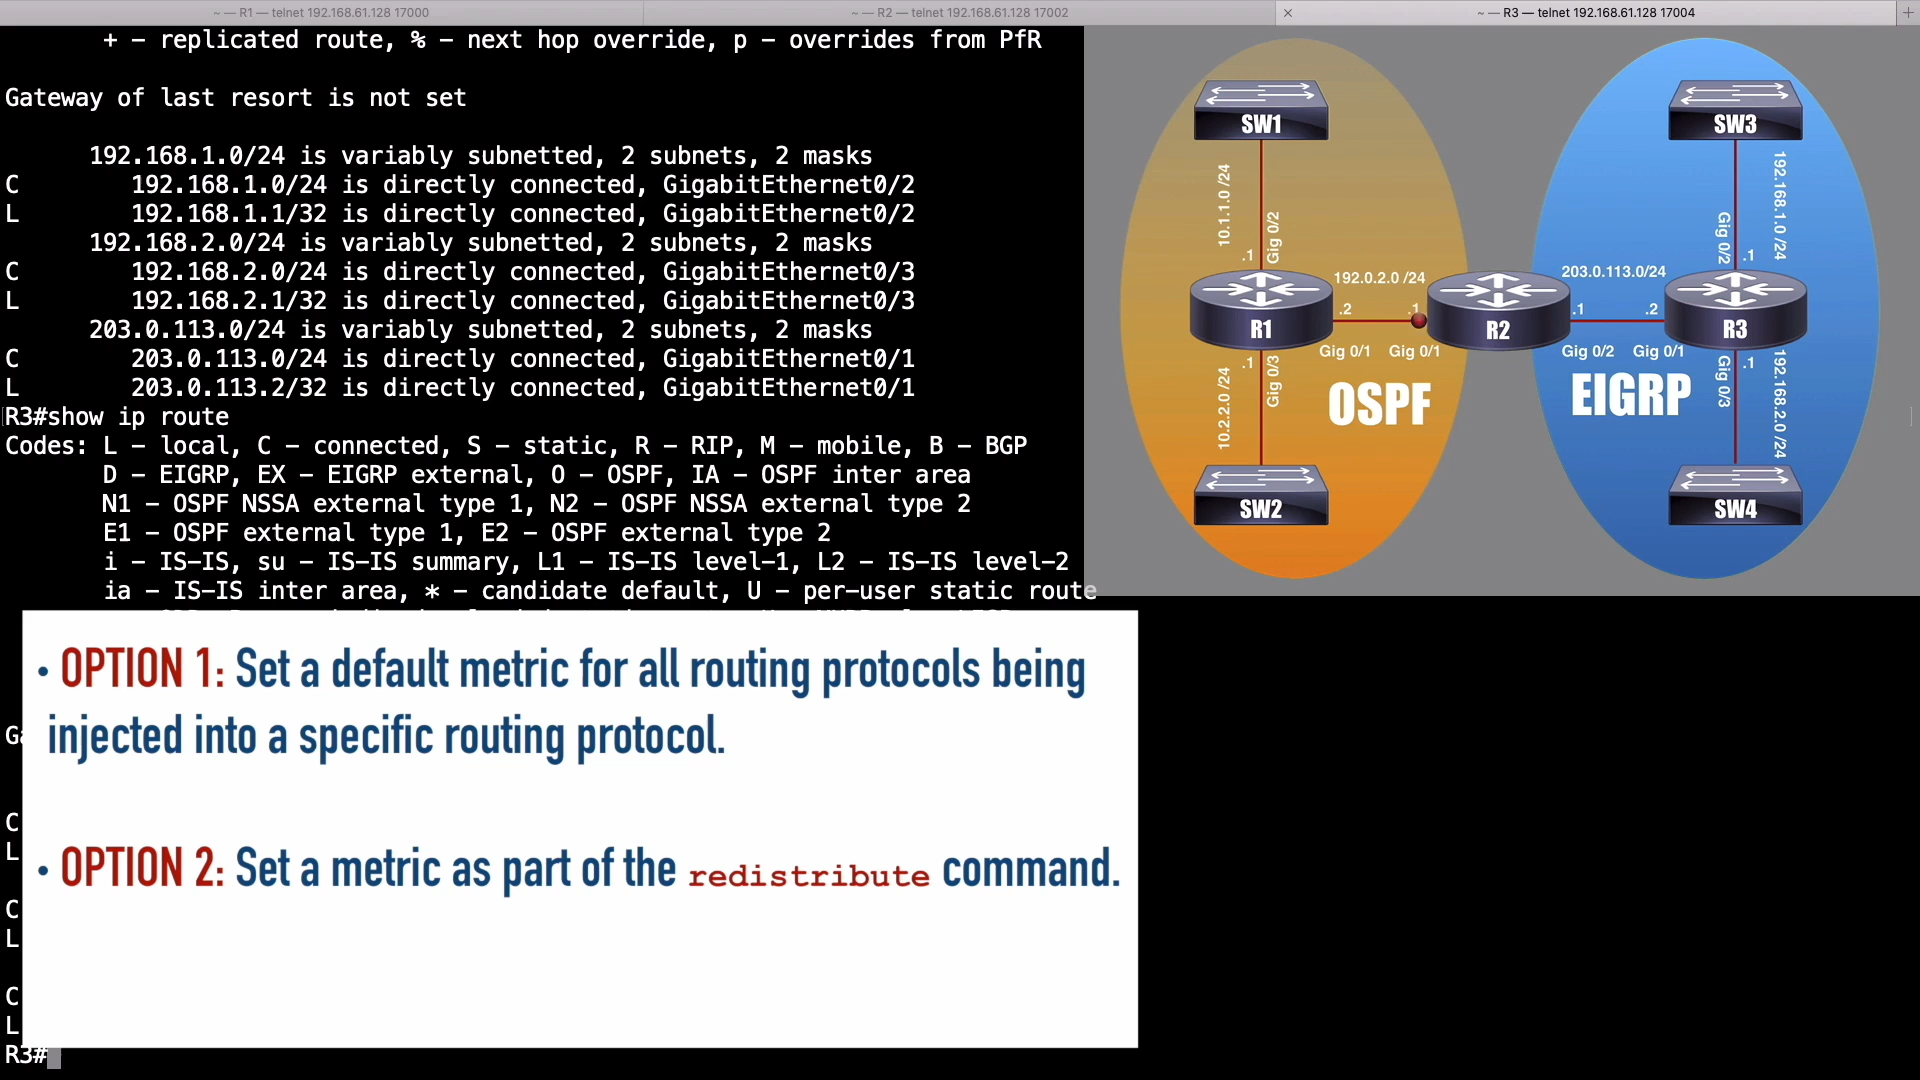 ~ — R1 — telnet 192.168.61.128 17000
~ — R2 — telnet 192.168.61.128 17002
~ — R3 — telnet 192.168.61.128 17004
+ - replicated route, % - next hop override, p - overrides from PfR
Gateway of last resort is not set
192.168.1.0/24 is variably subnetted, 2 subnets, 2 masks
C 192.168.1.0/24 is directly connected, GigabitEthernet0/2
L 192.168.1.1/32 is directly connected, GigabitEthernet0/2
192.168.2.0/24 is variably subnetted, 2 subnets, 2 masks
C 192.168.2.0/24 is directly connected, GigabitEthernet0/3
L 192.168.2.1/32 is directly connected, GigabitEthernet0/3
203.0.113.0/24 is variably subnetted, 2 subnets, 2 masks
C 203.0.113.0/24 is directly connected, GigabitEthernet0/1
L 203.0.113.2/32 is directly connected, GigabitEthernet0/1
R3#show ip route
Codes: L - local, C - connected, S - static, R - RIP, M - mobile, B - BGP
D - EIGRP, EX - EIGRP external, O - OSPF, IA - OSPF inter area
N1 - OSPF NSSA external type 1, N2 - OSPF NSSA external type 2
E1 - OSPF external type 1, E2 - OSPF external type 2
i - IS-IS, su - IS-IS summary, L1 - IS-IS level-1, L2 - IS-IS level-2
ia - IS-IS inter area, * - candidate default, U - per-user static route
• OPTION 1: Set a default metric for all routing protocols being
injected into a specific routing protocol.
• OPTION 2: Set a metric as part of the redistribute command.
C
L
C
L
C
L
R3#
SW1
10.1.1.0 /24
Gig 0/2
.1
R1
.1
Gig 0/3
10.2.2.0 /24
SW2
192.0.2.0 /24
.2
.1
Gig 0/1
Gig 0/1
OSPF
R2
203.0.113.0/24
.1
.2
Gig 0/2
Gig 0/1
EIGRP
SW3
192.168.1.0 /24
Gig 0/2
.1
R3
.1
Gig 0/3
192.168.2.0 /24
SW4